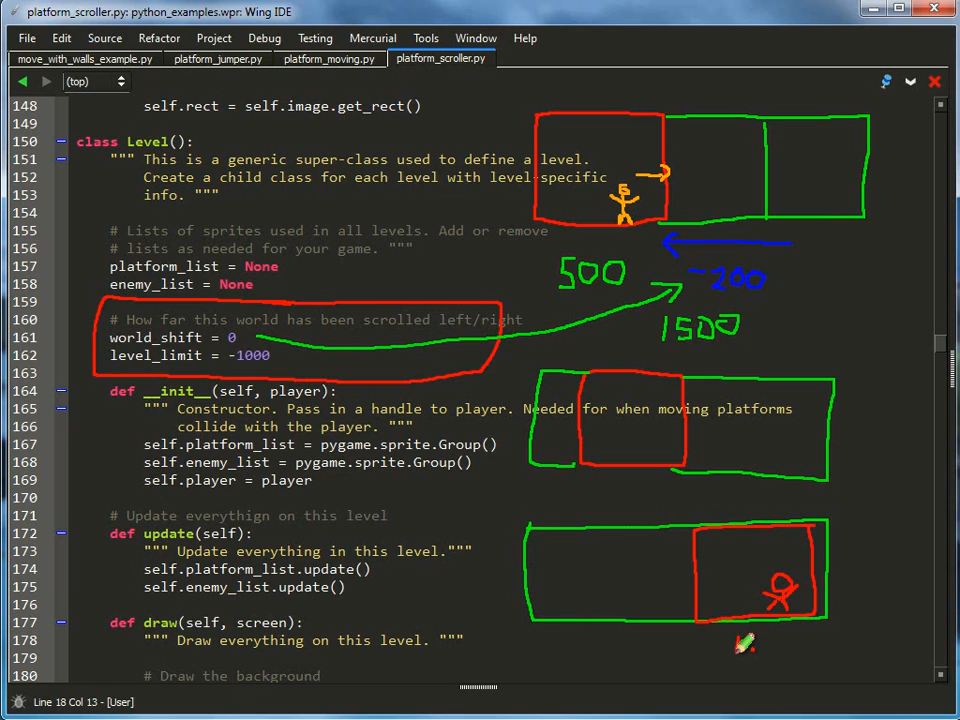 platform_scroller.py: python_examples.wpr: Wing IDE
File Edit Source Refactor Project Debug Testing Mercurial Tools Window Help
move_with_walls_example.py platform_jumper.py platform_moving.py platform_scroller.py
(top)
148 self.rect = self.image.get_rect()
149
150 class Level():
151 """ This is a generic super-class used to define a level.
152 Create a child class for each level with level-specific
153 info. """
154
155 # Lists of sprites used in all levels. Add or remove
156 # lists as needed for your game. """
157 platform_list = None
158 enemy_list = None
159
160 # How far this world has been scrolled left/right
161 world_shift = 0
162 level_limit = -1000
163
164 def __init__(self, player):
165 """ Constructor. Pass in a handle to player. Needed for when moving platforms
166 collide with the player. """
167 self.platform_list = pygame.sprite.Group()
168 self.enemy_list = pygame.sprite.Group()
169 self.player = player
170
171 # Update everythign on this level
172 def update(self):
173 """ Update everything in this level."""
174 self.platform_list.update()
175 self.enemy_list.update()
176
177 def draw(self, screen):
178 """ Draw everything on this level. """
179
180 # Draw the background
500
-200
1500
Line 18 Col 13 - [User]